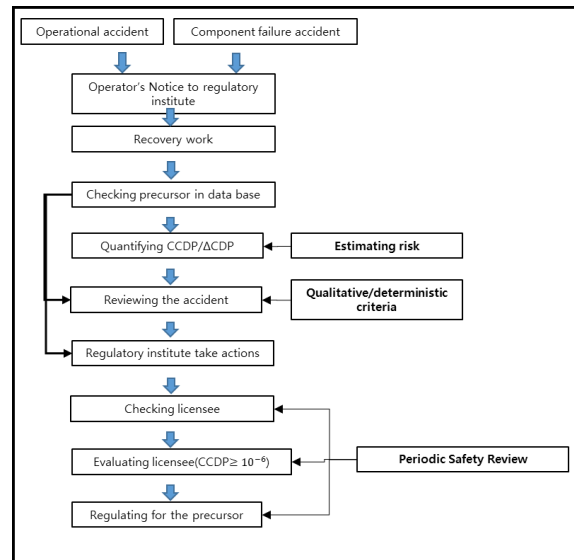 Operational accident
Component failure accident
Operator's Notice to regulatory
institute
Recovery work
Checking precursor in data base
Quantifying CCDP/ΔCDP
Estimating risk
Reviewing the accident
Qualitative/deterministic
criteria
Regulatory institute take actions
Checking licensee
Evaluating licensee(CCDP≥ 10⁻⁶)
Periodic Safety Review
Regulating for the precursor